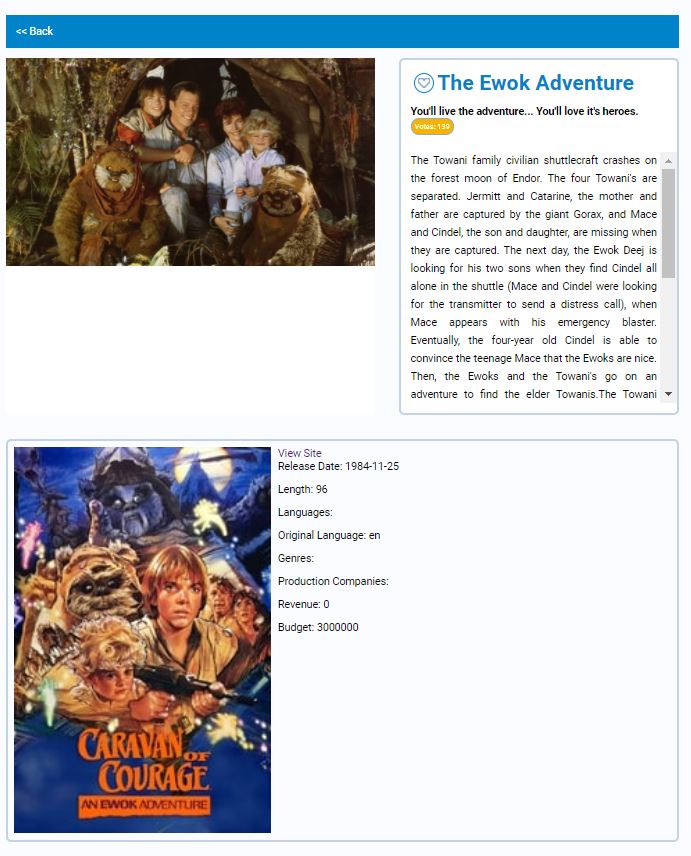 << Back
The Ewok Adventure
You'll live the adventure... You'll love it's heroes.
Votes: 139
The Towani family civilian shuttlecraft crashes on
the forest moon of Endor. The four Towani's are
separated. Jermitt and Catarine, the mother and
father are captured by the giant Gorax, and Mace
and Cindel, the son and daughter, are missing when
they are captured. The next day, the Ewok Deej is
looking for his two sons when they find Cindel all
alone in the shuttle (Mace and Cindel were looking
for the transmitter to send a distress call), when
Mace appears with his emergency blaster.
Eventually, the four-year old Cindel is able to
convince the teenage Mace that the Ewoks are nice.
Then, the Ewoks and the Towani's go on an
adventure to find the elder Towanis.The Towani
CARAVAN OF
COURAGE
AN EWOK ADVENTURE
View Site
Release Date: 1984-11-25
Length: 96
Languages:
Original Language: en
Genres:
Production Companies:
Revenue: 0
Budget: 3000000